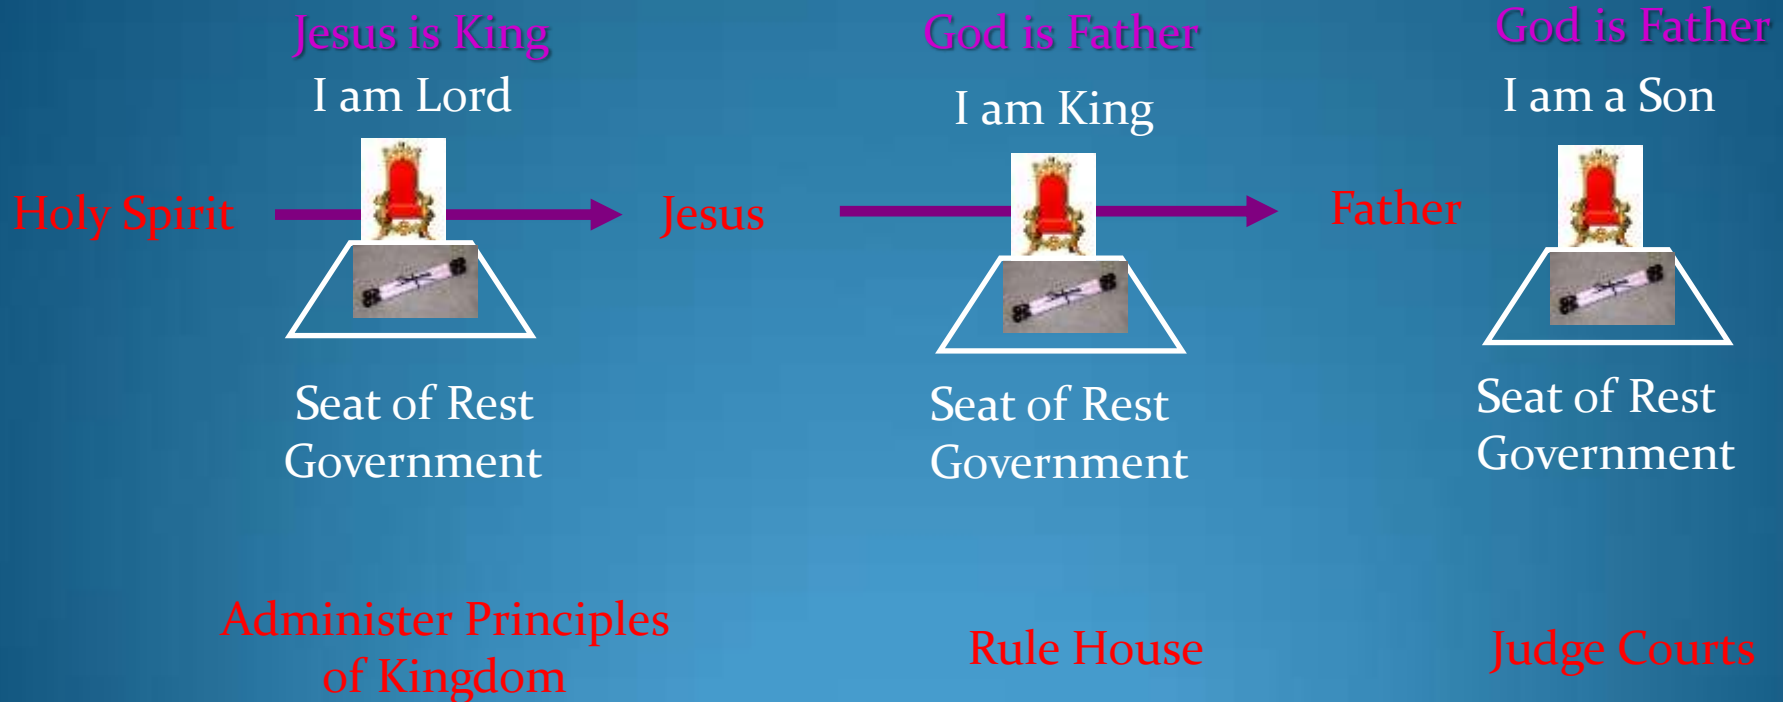 Jesus is King
I am Lord
God is Father
I am King
God is Father
I am a Son
Holy Spirit
Jesus
Father
Seat of Rest
Government
Seat of Rest
Government
Seat of Rest
Government
Administer Principles
of Kingdom
Rule House
Judge Courts